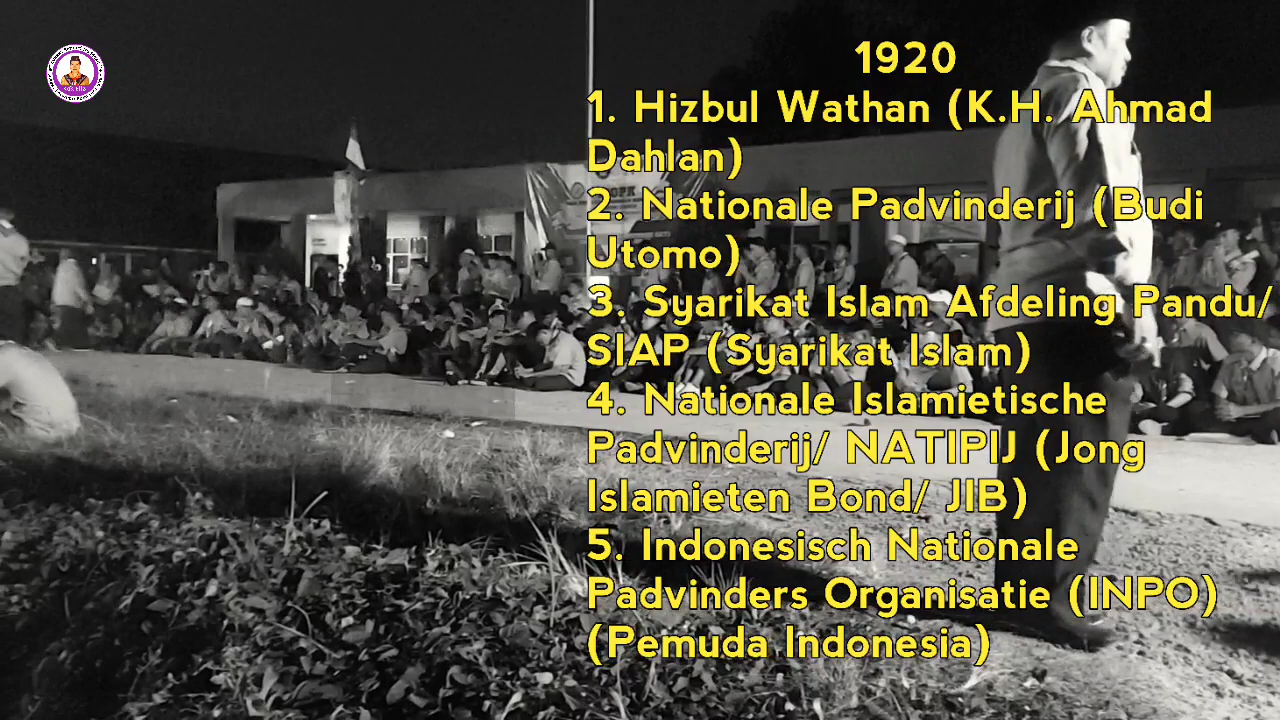 1920
1. Hizbul Wathan (K.H. Ahmad
Dahlan)
2. Nationale Padvinderij (Budi
Utomo)
3. Syarikat Islam Afdeling Pandu/
SIAP (Syarikat Islam)
4. Nationale Islamietische
Padvinderij/ NATIPIJ (Jong
Islamieten Bond/ JIB)
5. Indonesisch Nationale
Padvinders Organisatie (INPO)
(Pemuda Indonesia)